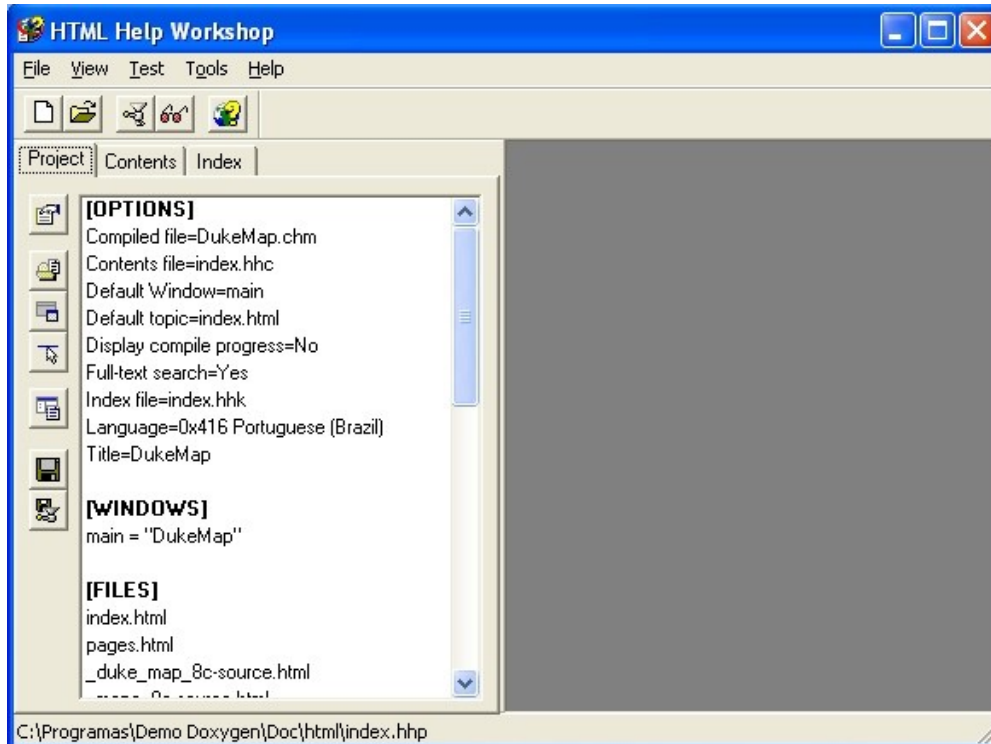 HTML Help Workshop
File View Test Tools Help
Project Contents Index
[OPTIONS]
Compiled file=DukeMap.chm
Contents file=index.hhc
Default Window=main
Default topic=index.html
Display compile progress=No
Full-text search=Yes
Index file=index.hhk
Language=0x416 Portuguese (Brazil)
Title=DukeMap
[WINDOWS]
main = "DukeMap"
[FILES]
index.html
pages.html
_duke_map_8c-source.html
C:\Programas\Demo Doxygen\Doc\html\index.hhp